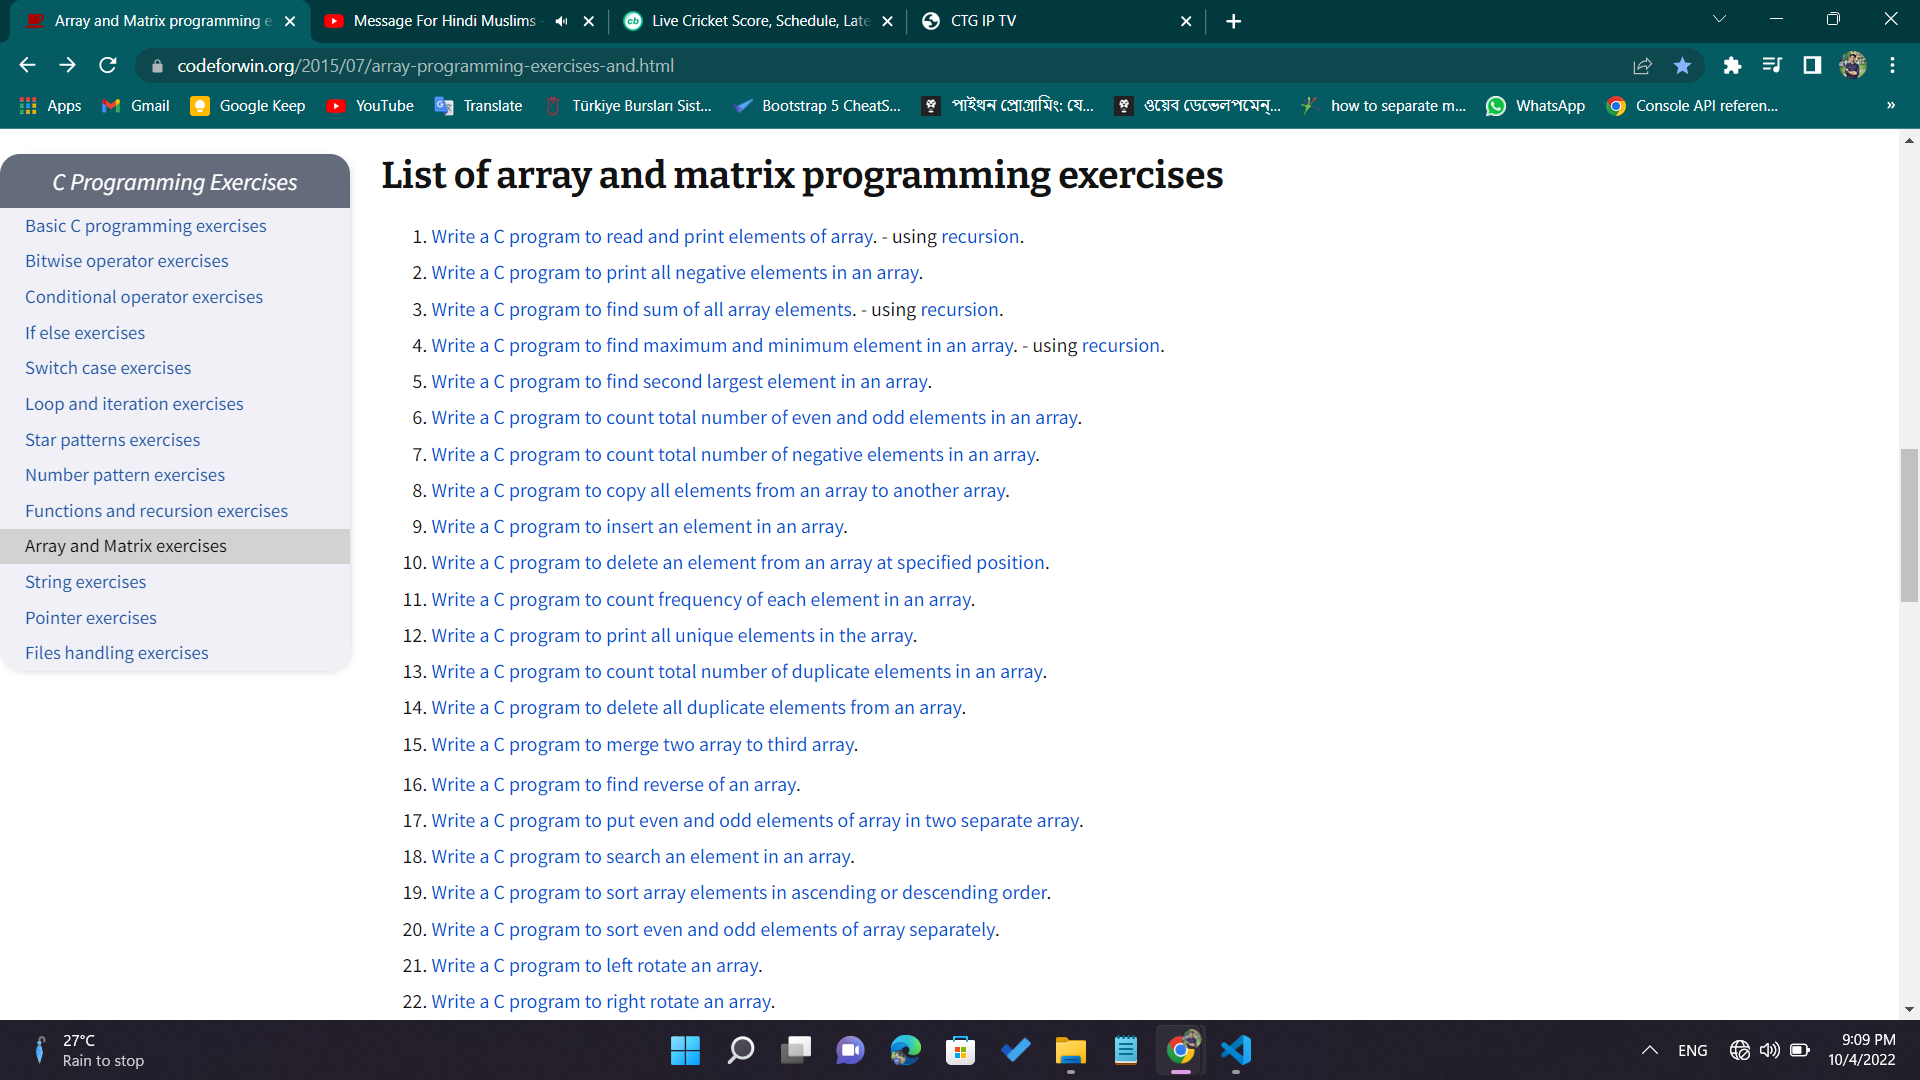 Array and Matrix programming e
Message For Hindi Muslims -
Live Cricket Score, Schedule, Late
CTG IP TV
codeforwin.org/2015/07/array-programming-exercises-and.html
Apps
Gmail
Google Keep
YouTube
Translate
Türkiye Bursları Sist...
Bootstrap 5 CheatS...
পাইথন প্রোগ্রামিং: যে...
ওয়েব ডেভেলপমেন্...
how to separate m...
WhatsApp
Console API referen...
»
C Programming Exercises
Basic C programming exercises
Bitwise operator exercises
Conditional operator exercises
If else exercises
Switch case exercises
Loop and iteration exercises
Star patterns exercises
Number pattern exercises
Functions and recursion exercises
Array and Matrix exercises
String exercises
Pointer exercises
Files handling exercises
List of array and matrix programming exercises
1. Write a C program to read and print elements of array. - using recursion.
2. Write a C program to print all negative elements in an array.
3. Write a C program to find sum of all array elements. - using recursion.
4. Write a C program to find maximum and minimum element in an array. - using recursion.
5. Write a C program to find second largest element in an array.
6. Write a C program to count total number of even and odd elements in an array.
7. Write a C program to count total number of negative elements in an array.
8. Write a C program to copy all elements from an array to another array.
9. Write a C program to insert an element in an array.
10. Write a C program to delete an element from an array at specified position.
11. Write a C program to count frequency of each element in an array.
12. Write a C program to print all unique elements in the array.
13. Write a C program to count total number of duplicate elements in an array.
14. Write a C program to delete all duplicate elements from an array.
15. Write a C program to merge two array to third array.
16. Write a C program to find reverse of an array.
17. Write a C program to put even and odd elements of array in two separate array.
18. Write a C program to search an element in an array.
19. Write a C program to sort array elements in ascending or descending order.
20. Write a C program to sort even and odd elements of array separately.
21. Write a C program to left rotate an array.
22. Write a C program to right rotate an array.
27°C
Rain to stop
ENG
9:09 PM
10/4/2022